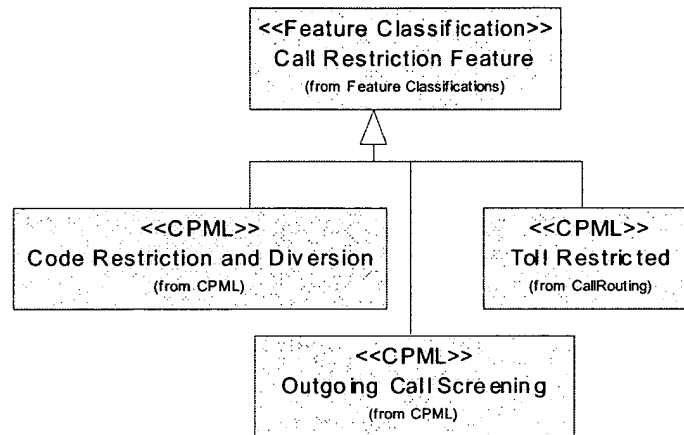 <<Feature Classification>>
Call Restriction Feature
(from Feature Classifications)
<<CPML>>
Code Restriction and Diversion
(from CPML)
<<CPML>>
Toll Restricted
(from CallRouting)
<<CPML>>
Outgoing Call Screening
(from CPML)